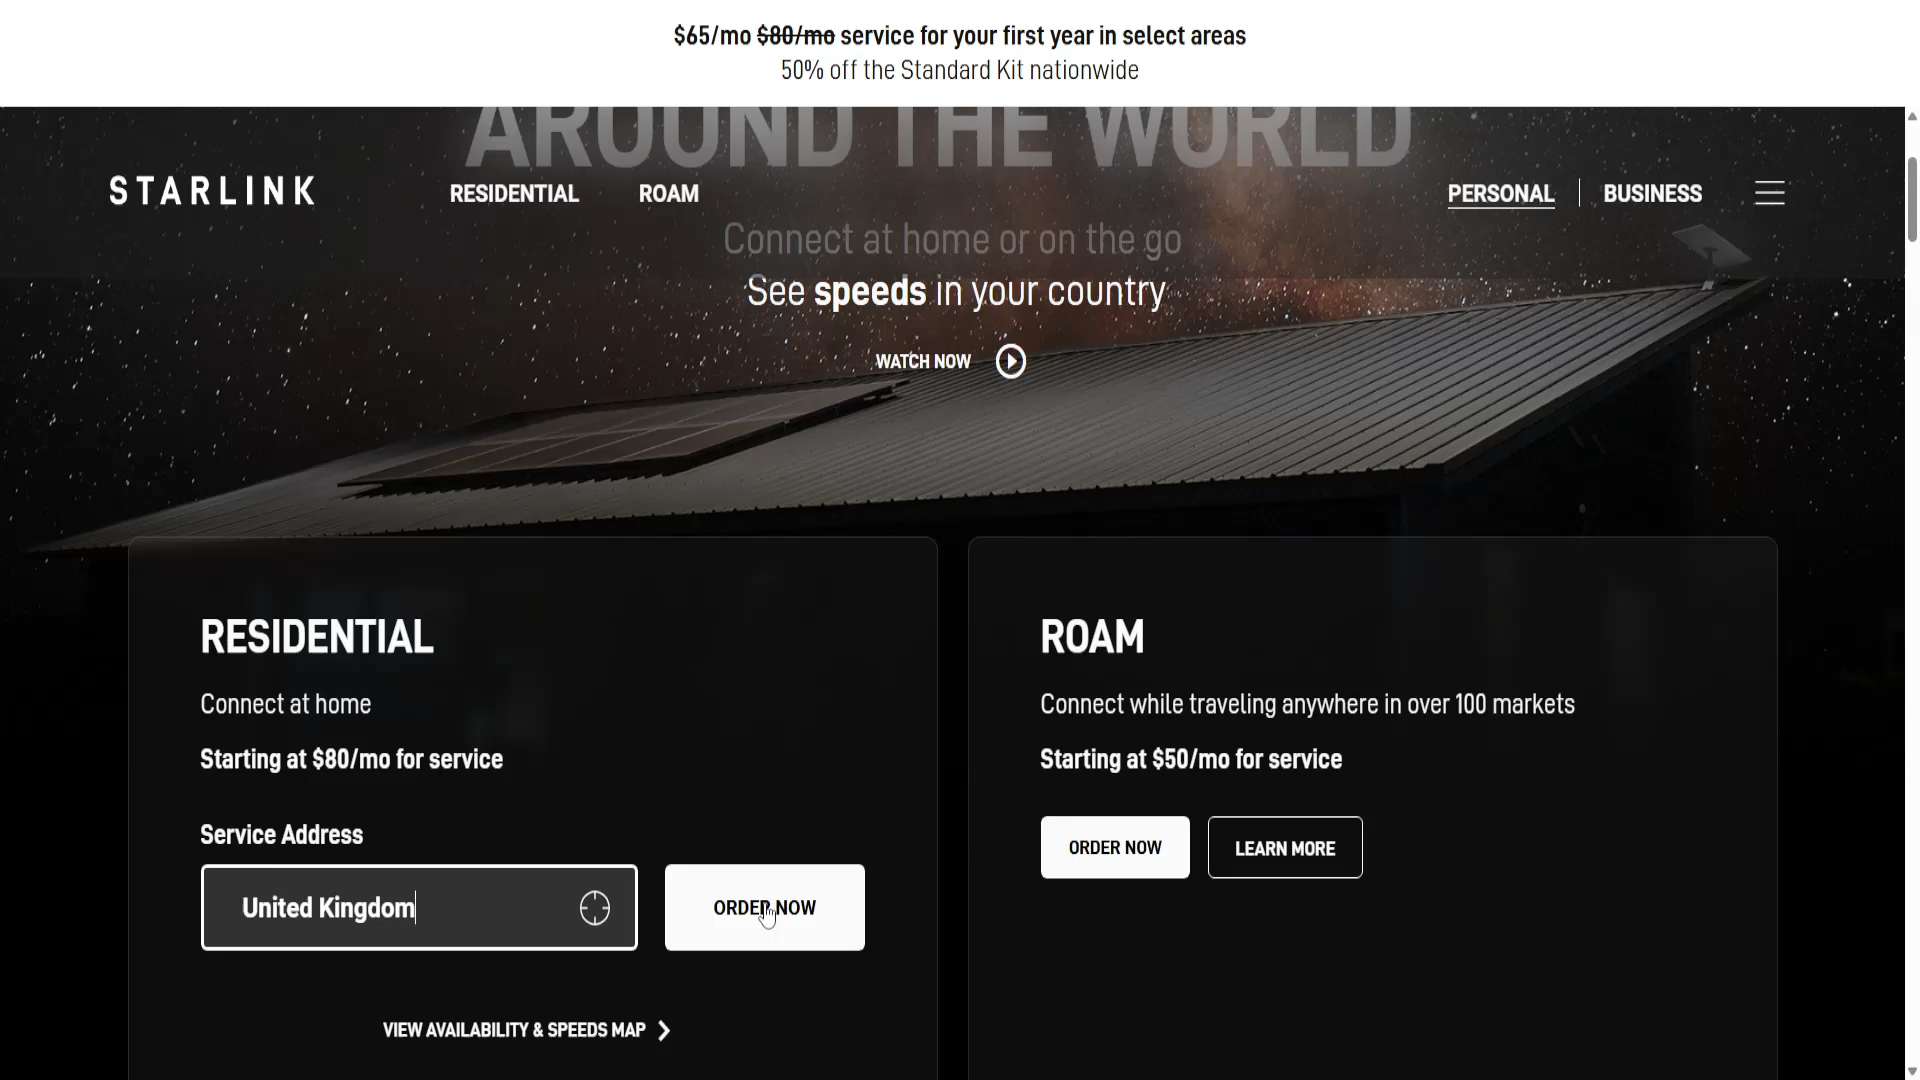 $65/mo $80/mo service for your first year in select areas
50% off the Standard Kit nationwide
AROUND THE WORLD
STARLINK
RESIDENTIAL
ROAM
PERSONAL
BUSINESS
Connect at home or on the go
See speeds in your country
WATCH NOW
RESIDENTIAL
Connect at home
Starting at $80/mo for service
Service Address
United Kingdom
ORDER NOW
VIEW AVAILABILITY & SPEEDS MAP
ROAM
Connect while traveling anywhere in over 100 markets
Starting at $50/mo for service
ORDER NOW
LEARN MORE